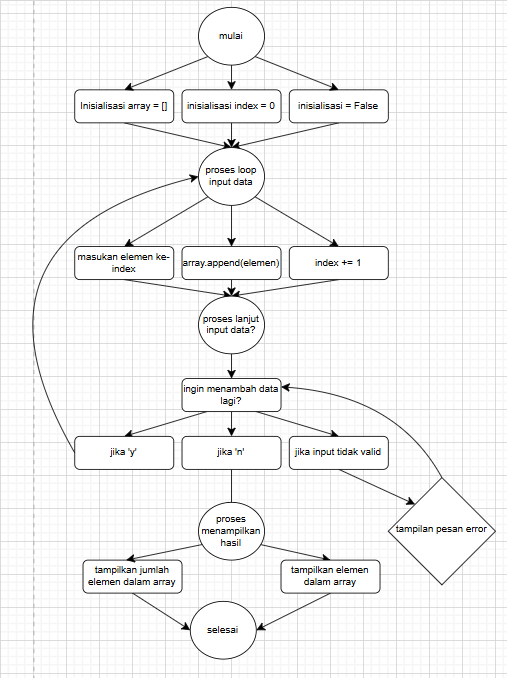 mulai
Inisialisasi array = []
inisialisasi index = 0
inisialisasi = False
proses loop
input data
masukan elemen ke-
index
array.append(elemen)
index += 1
proses lanjut
input data?
ingin menambah data
lagi?
jika 'y'
jika 'n'
jika input tidak valid
proses
menampilkan
hasil
tampilan pesan error
tampilkan jumlah
elemen dalam array
tampilkan elemen
dalam array
selesai